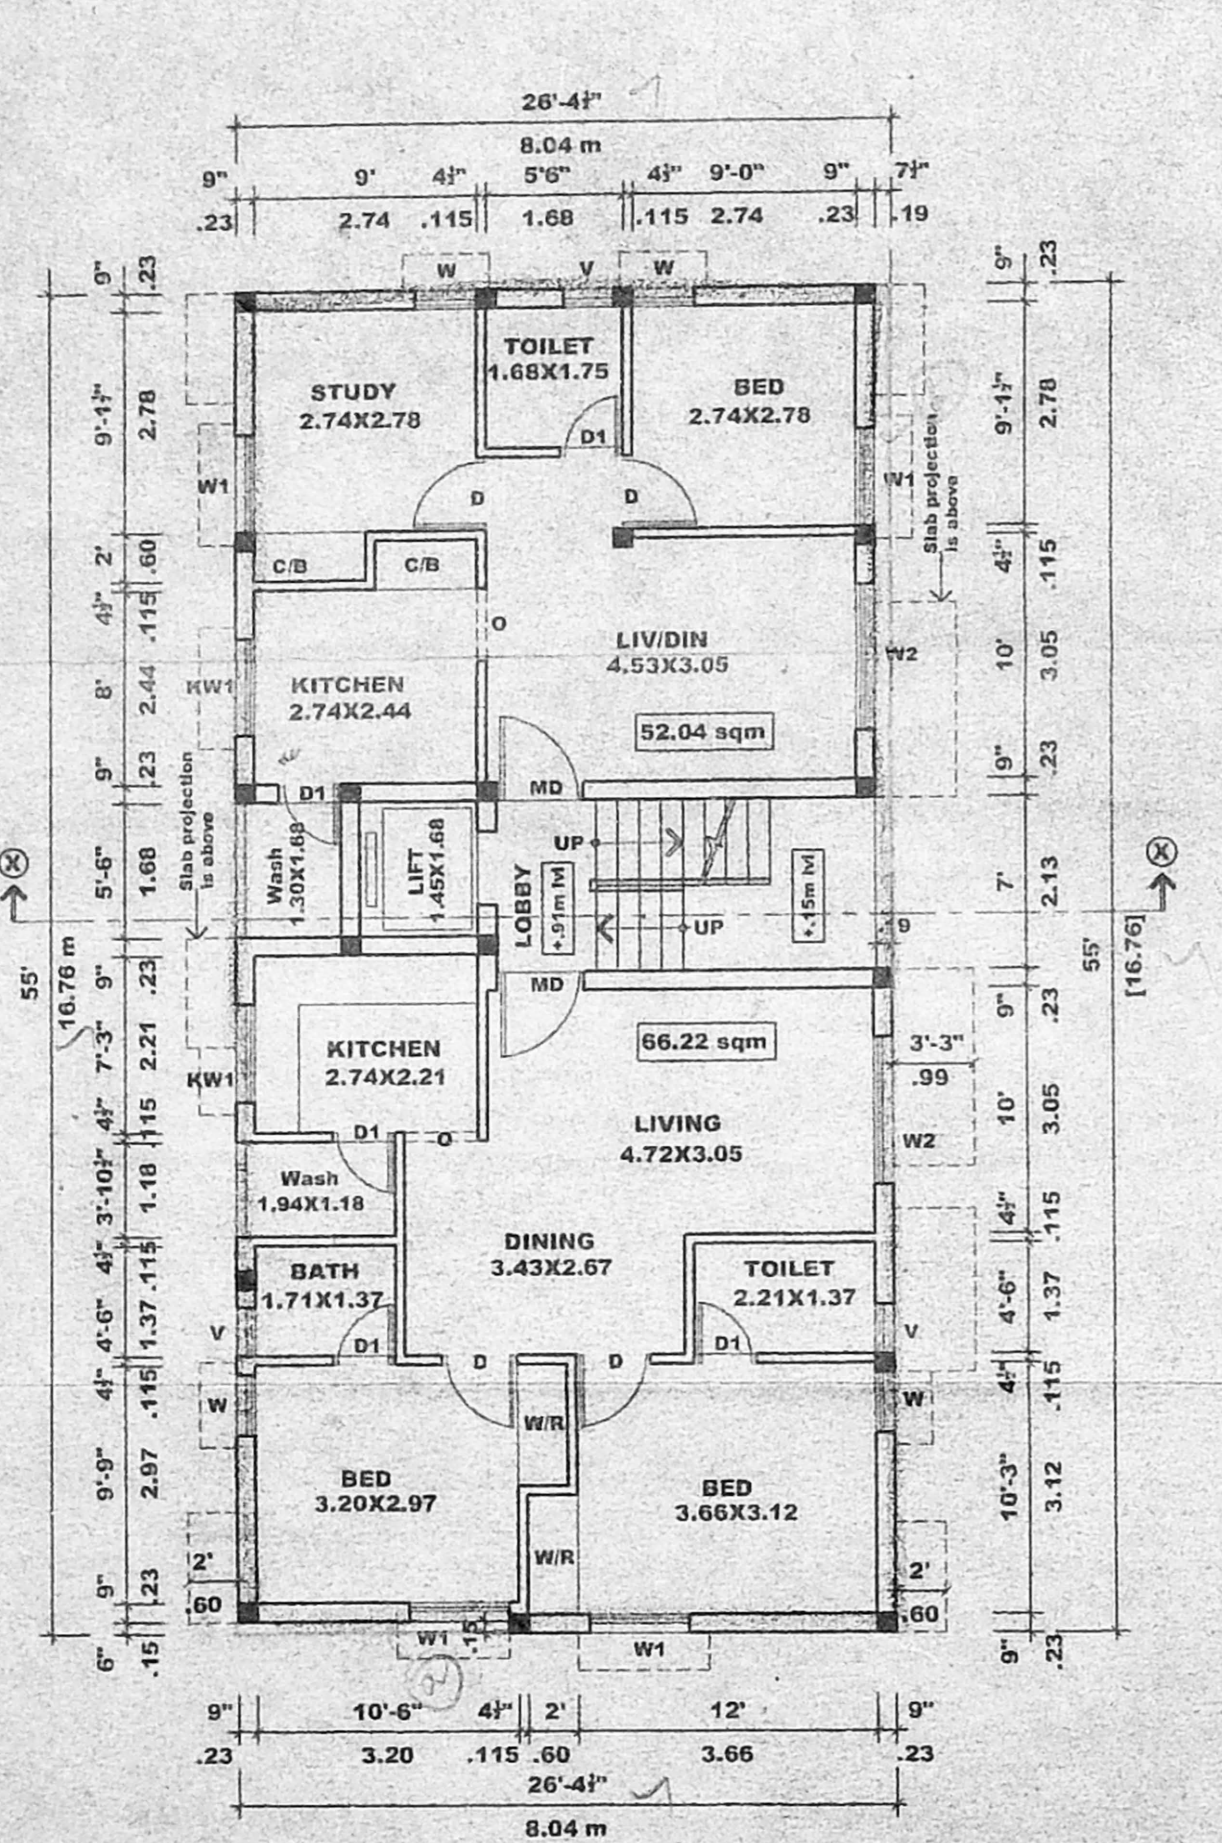 26'-4½"
8.04 m
9" 9' 4½" 5'6" 4½" 9'-0" 9" 7½"
.23 2.74 .115 1.68 .115 2.74 .23 .19
9" .23 W V W 9" .23
TOILET
1.68X1.75
STUDY
2.74X2.78
BED
2.74X2.78
9'-1½" 2.78
9'-1½" 2.78
D1
W1 D D W1
Slab projection
is above
2' .60 C/B C/B 4½" .115
4½" .115 O
LIV/DIN
4.53X3.05
W2 10' 3.05
8' 2.44 KW1
KITCHEN
2.74X2.44
52.04 sqm
9" .23 D1 MD 9" .23
Slab projection
is above
5'-6" 1.68
Wash
1.30X1.68
LIFT
1.45X1.68
LOBBY
+.91m lvl
UP
UP
+.15m lvl
7' 2.13
X X
9
55'
16.76 m
55'
[16.76]
9" .23 MD 9" .23
66.22 sqm
3'-3"
.99
7'-3" 2.21
KITCHEN
2.74X2.21
KW1
4½" .115 D1 O
LIVING
4.72X3.05
W2 10' 3.05
3'-10½" 1.18
Wash
1.94X1.18
4½" .115
4½" .115
DINING
3.43X2.67
BATH
1.71X1.37
TOILET
2.21X1.37
4'-6" 1.37
4'-6" 1.37
V D1 D D D1 V
4½" .115 4½" .115
W W/R W
9'-9" 2.97
BED
3.20X2.97
BED
3.66X3.12
10'-3" 3.12
W/R
2'
.60
2'
.60
9" .23
6" .15 W1 .15 W1 9" .23
2
9" 10'-6" 4½" 2' 12' 9"
.23 3.20 .115 .60 3.66 .23
26'-4½"
8.04 m